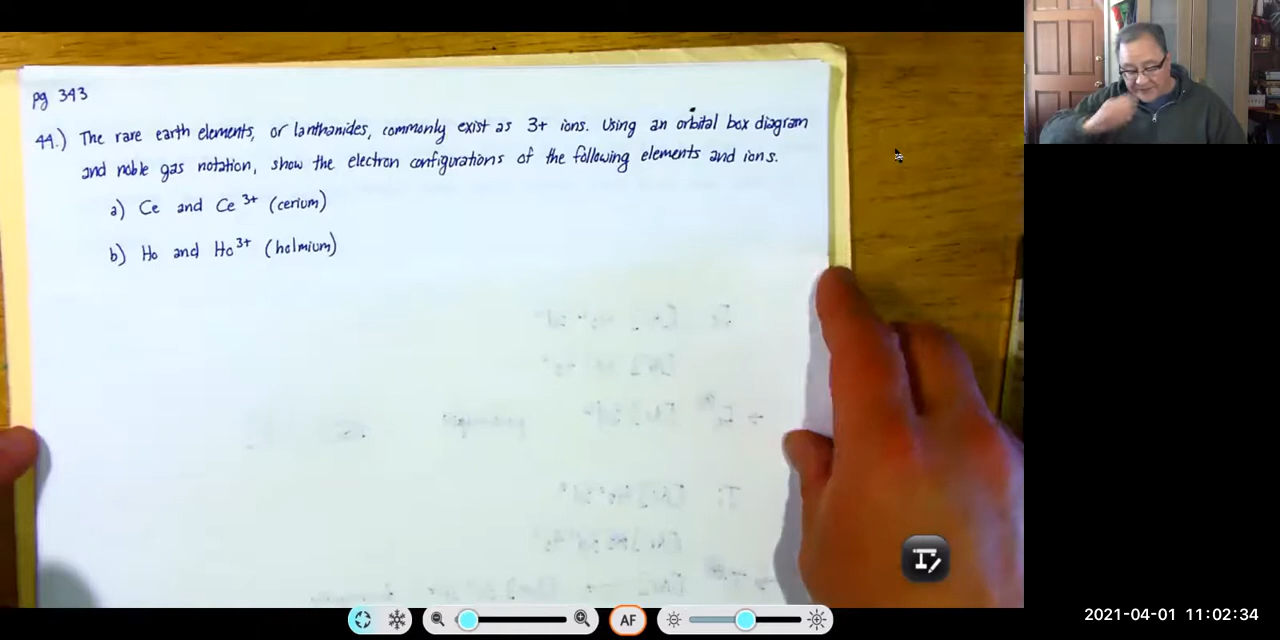 pg 343
44.) The rare earth elements, or lanthanides, commonly exist as 3+ ions. Using an orbital box diagram
and noble gas notation, show the electron configurations of the following elements and ions.
a) Ce and Ce 3+ (cerium)
b) Ho and Ho3+ (holmium)
AF
2021-04-01 11:02:34